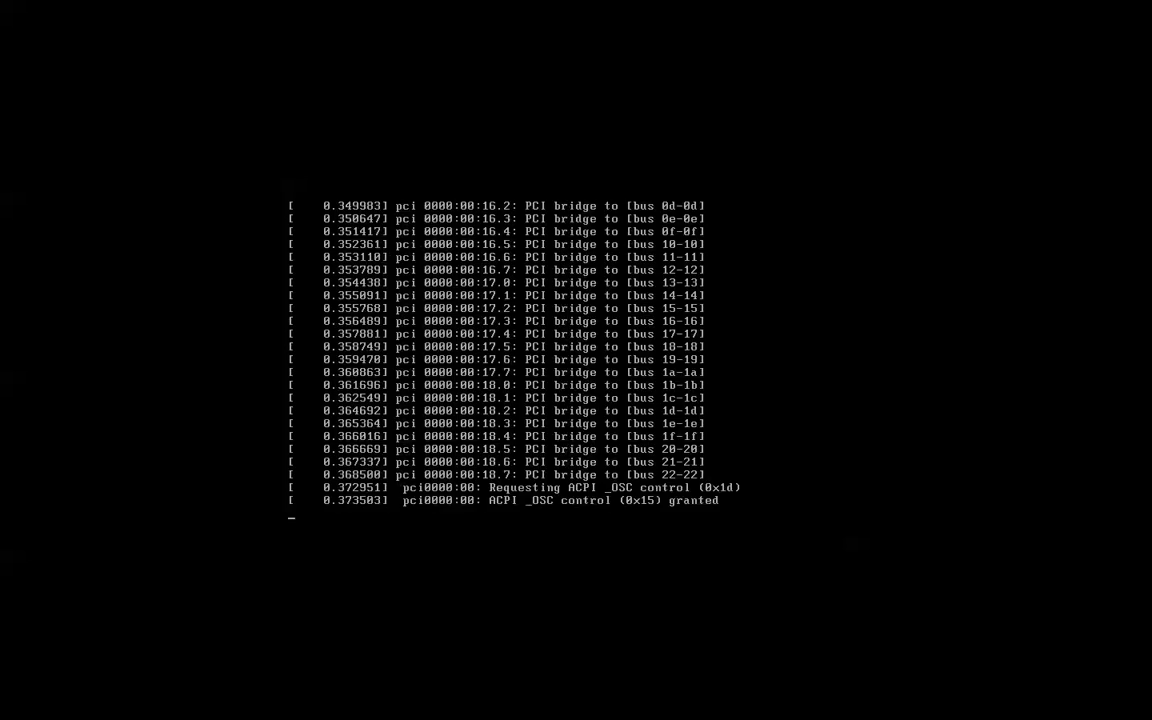 [    0.349983] pci 0000:00:16.2: PCI bridge to [bus 0d-0d]
[    0.350647] pci 0000:00:16.3: PCI bridge to [bus 0e-0e]
[    0.351417] pci 0000:00:16.4: PCI bridge to [bus 0f-0f]
[    0.352361] pci 0000:00:16.5: PCI bridge to [bus 10-10]
[    0.353110] pci 0000:00:16.6: PCI bridge to [bus 11-11]
[    0.353789] pci 0000:00:16.7: PCI bridge to [bus 12-12]
[    0.354438] pci 0000:00:17.0: PCI bridge to [bus 13-13]
[    0.355091] pci 0000:00:17.1: PCI bridge to [bus 14-14]
[    0.355768] pci 0000:00:17.2: PCI bridge to [bus 15-15]
[    0.356489] pci 0000:00:17.3: PCI bridge to [bus 16-16]
[    0.357881] pci 0000:00:17.4: PCI bridge to [bus 17-17]
[    0.358749] pci 0000:00:17.5: PCI bridge to [bus 18-18]
[    0.359470] pci 0000:00:17.6: PCI bridge to [bus 19-19]
[    0.360863] pci 0000:00:17.7: PCI bridge to [bus 1a-1a]
[    0.361696] pci 0000:00:18.0: PCI bridge to [bus 1b-1b]
[    0.362549] pci 0000:00:18.1: PCI bridge to [bus 1c-1c]
[    0.364692] pci 0000:00:18.2: PCI bridge to [bus 1d-1d]
[    0.365364] pci 0000:00:18.3: PCI bridge to [bus 1e-1e]
[    0.366016] pci 0000:00:18.4: PCI bridge to [bus 1f-1f]
[    0.366669] pci 0000:00:18.5: PCI bridge to [bus 20-20]
[    0.367337] pci 0000:00:18.6: PCI bridge to [bus 21-21]
[    0.368500] pci 0000:00:18.7: PCI bridge to [bus 22-22]
[    0.372951]  pci0000:00: Requesting ACPI _OSC control (0x1d)
[    0.373503]  pci0000:00: ACPI _OSC control (0x15) granted
_